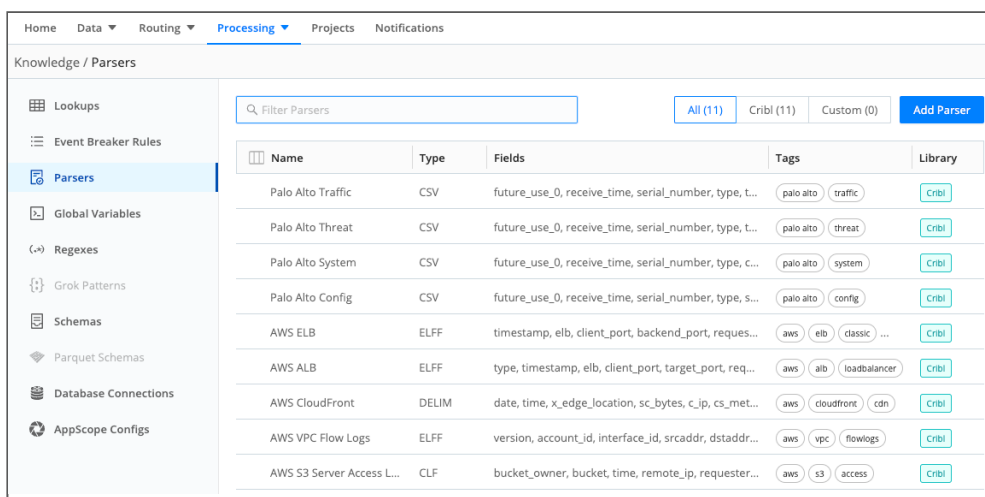 Home Data Routing Processing Projects Notifications
Knowledge / Parsers
Lookups
Event Breaker Rules
Parsers
Global Variables
Regexes
Grok Patterns
Schemas
Parquet Schemas
Database Connections
AppScope Configs
Filter Parsers
All (11) Cribl (11) Custom (0) Add Parser
Name Type Fields Tags Library
Palo Alto Traffic CSV future_use_0, receive_time, serial_number, type, t... palo alto traffic Cribl
Palo Alto Threat CSV future_use_0, receive_time, serial_number, type, t... palo alto threat Cribl
Palo Alto System CSV future_use_0, receive_time, serial_number, type, c... palo alto system Cribl
Palo Alto Config CSV future_use_0, receive_time, serial_number, type, s... palo alto config Cribl
AWS ELB ELFF timestamp, elb, client_port, backend_port, reques... aws elb classic ... Cribl
AWS ALB ELFF type, timestamp, elb, client_port, target_port, req... aws alb loadbalancer Cribl
AWS CloudFront DELIM date, time, x_edge_location, sc_bytes, c_ip, cs_met... aws cloudfront cdn Cribl
AWS VPC Flow Logs ELFF version, account_id, interface_id, srcaddr, dstaddr... aws vpc flowlogs Cribl
AWS S3 Server Access L... CLF bucket_owner, bucket, time, remote_ip, requester... aws s3 access Cribl